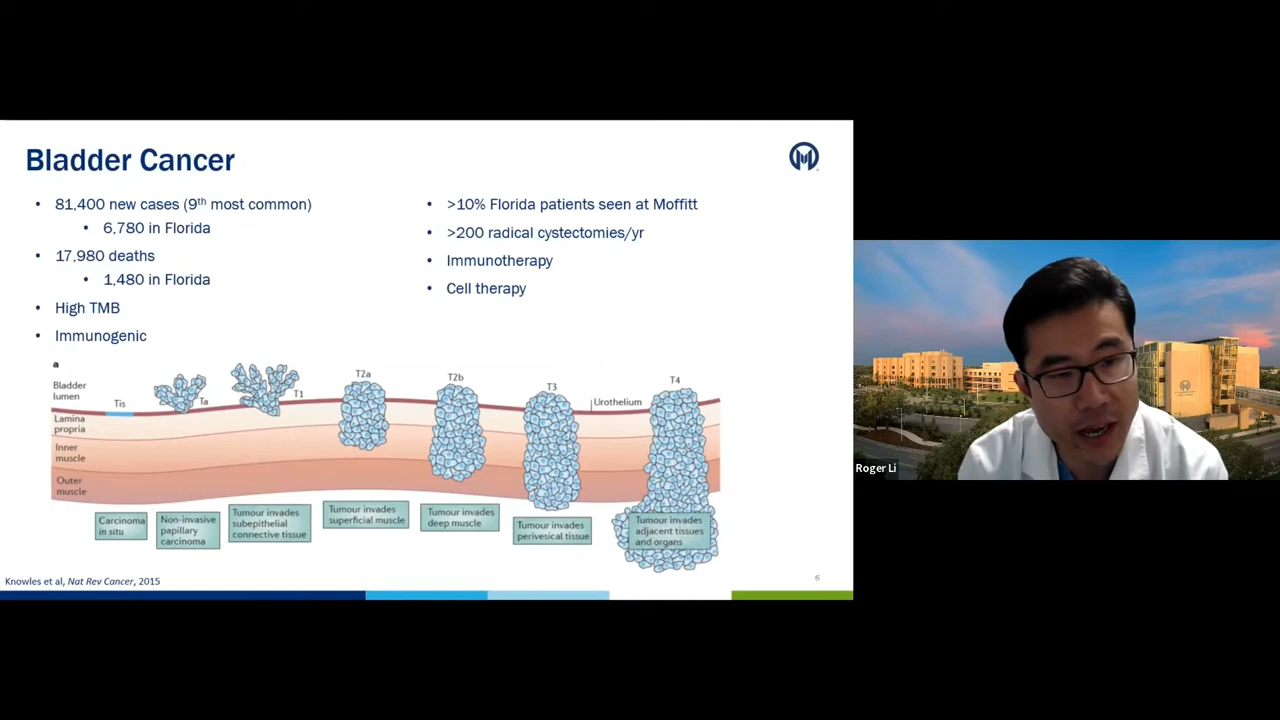 Bladder Cancer
• 81,400 new cases (9th most common)
• 6,780 in Florida
• 17,980 deaths
• 1,480 in Florida
• High TMB
• Immunogenic
• >10% Florida patients seen at Moffitt
• >200 radical cystectomies/yr
• Immunotherapy
• Cell therapy
a
Bladder
lumen
Tis
Ta
T1
T2a
T2b
T3
Urothelium
T4
Lamina
propria
Inner
muscle
Outer
muscle
Carcinoma
in situ
Non-invasive
papillary
carcinoma
Tumour invades
subepithelial
connective tissue
Tumour invades
superficial muscle
Tumour invades
deep muscle
Tumour invades
perivesical tissue
Tumour invades
adjacent tissues
and organs
Knowles et al, Nat Rev Cancer, 2015
6
Roger Li